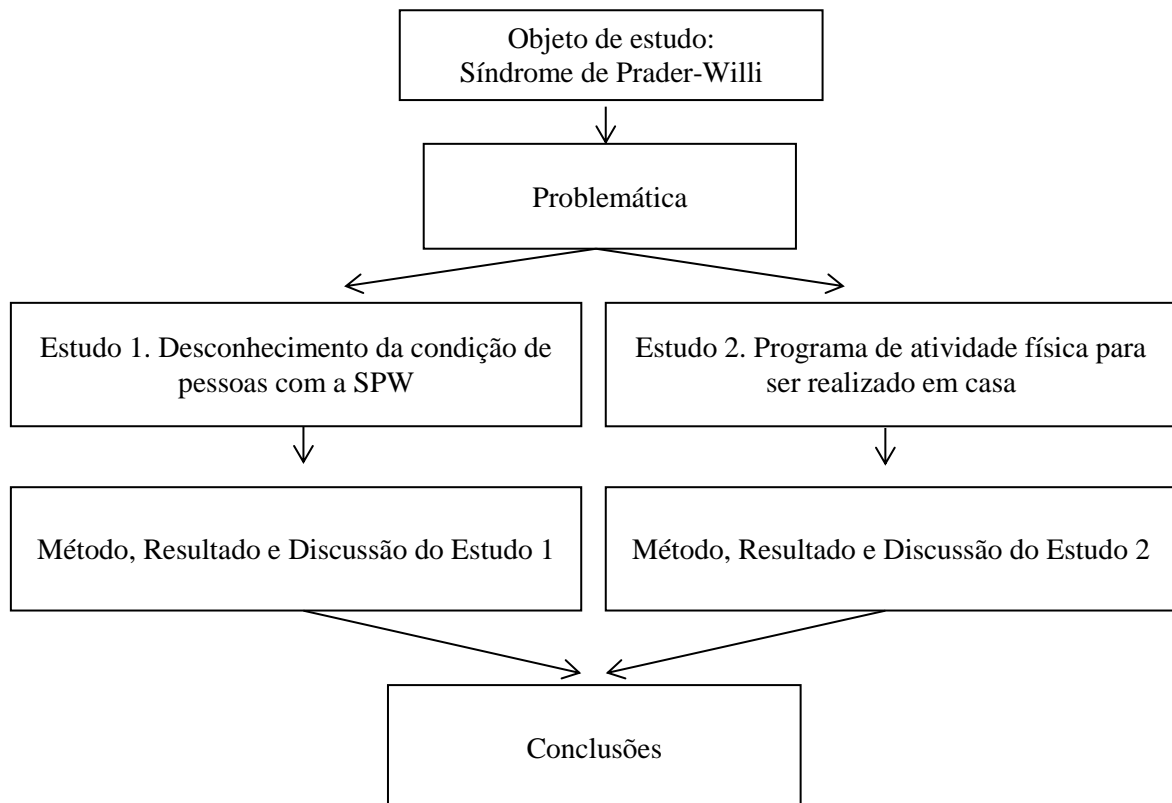 Objeto de estudo:
Síndrome de Prader-Willi
Problemática
Estudo 1. Desconhecimento da condição de
pessoas com a SPW
Estudo 2. Programa de atividade física para
ser realizado em casa
Método, Resultado e Discussão do Estudo 1
Método, Resultado e Discussão do Estudo 2
Conclusões